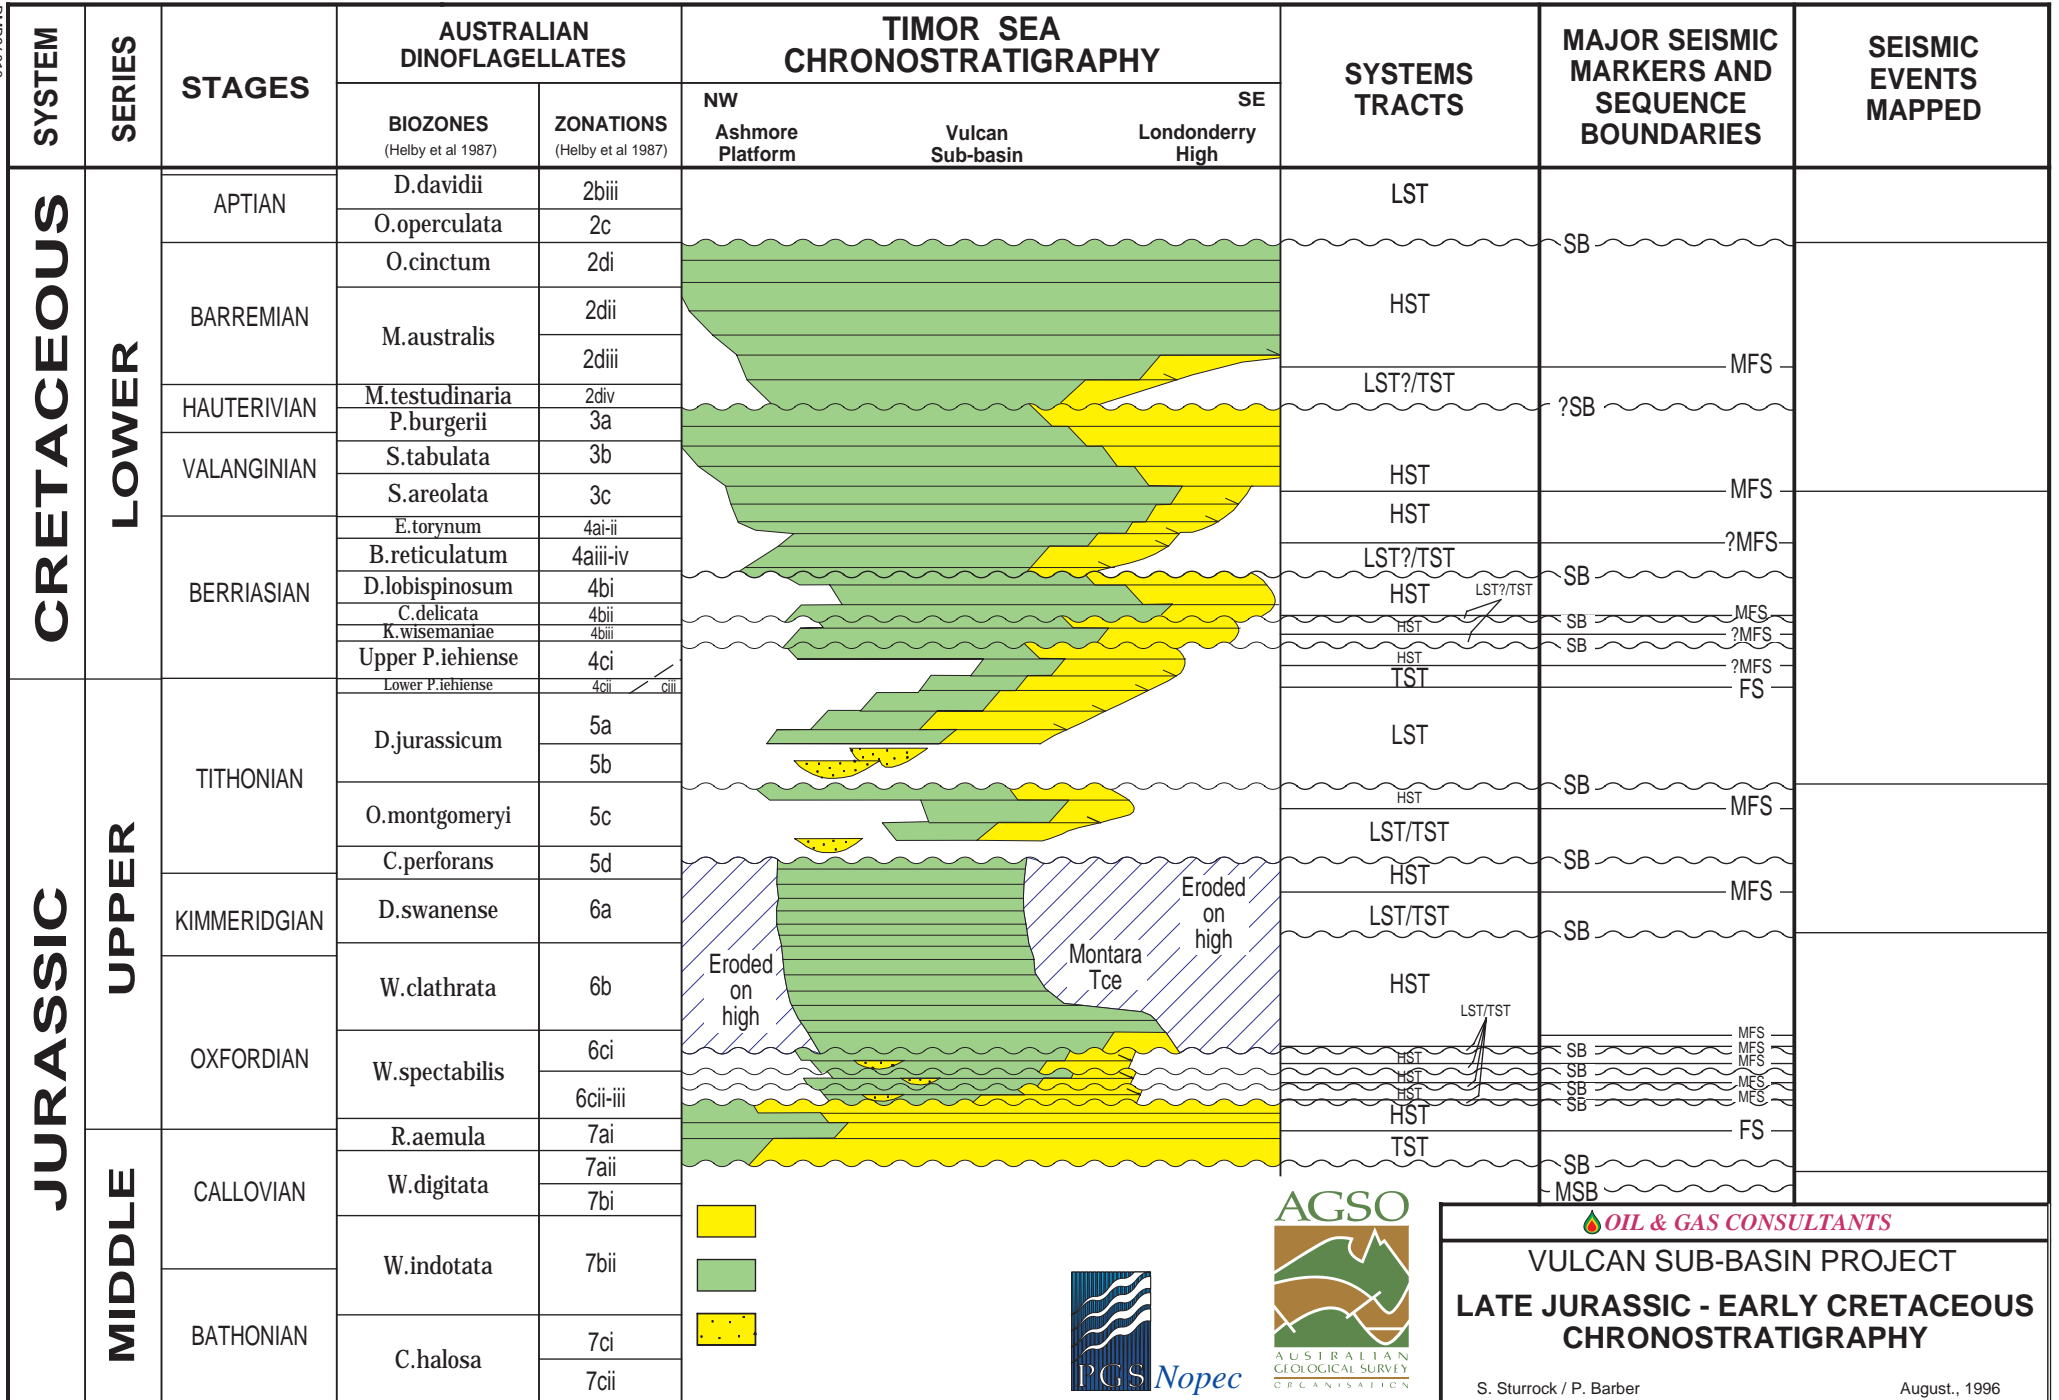 SYSTEM
SERIES
STAGES
AUSTRALIAN
DINOFLAGELLATES
BIOZONES
(Helby et al 1987)
ZONATIONS
(Helby et al 1987)
TIMOR SEA
CHRONOSTRATIGRAPHY
NW
SE
Ashmore
Platform
Vulcan
Sub-basin
Londonderry
High
SYSTEMS
TRACTS
MAJOR SEISMIC
MARKERS AND
SEQUENCE
BOUNDARIES
SEISMIC
EVENTS
MAPPED
CRETACEOUS
JURASSIC
LOWER
UPPER
MIDDLE
APTIAN
BARREMIAN
HAUTERIVIAN
VALANGINIAN
BERRIASIAN
TITHONIAN
KIMMERIDGIAN
OXFORDIAN
CALLOVIAN
BATHONIAN
D.davidii
O.operculata
O.cinctum
M.australis
M.testudinaria
P.burgerii
S.tabulata
S.areolata
E.torynum
B.reticulatum
D.lobispinosum
C.delicata
K.wisemaniae
Upper P.iehiense
Lower P.iehiense
D.jurassicum
O.montgomeryi
C.perforans
D.swanense
W.clathrata
W.spectabilis
R.aemula
W.digitata
W.indotata
C.halosa
2biii
2c
2di
2dii
2diii
2div
3a
3b
3c
4ai-ii
4aiii-iv
4bi
4bii
4biii
4ci
4cii ciii
5a
5b
5c
5d
6a
6b
6ci
6cii-iii
7ai
7aii
7bi
7bii
7ci
7cii
Eroded
on
high
Montara
Tce
Eroded
on
high
LST
HST
LST?/TST
HST
HST
LST?/TST
HST
LST?/TST
HST
HST
TST
LST
HST
LST/TST
HST
LST/TST
HST
LST/TST
HST
HST
HST
HST
TST
SB
MFS
?SB
MFS
?MFS
SB
MFS
SB
?MFS
SB
?MFS
FS
SB
MFS
SB
MFS
SB
MFS
MFS
SB
MFS
SB
MFS
SB
MFS
SB
FS
SB
MSB
PGS Nopec
AGSO
AUSTRALIAN
GEOLOGICAL SURVEY
ORGANISATION
OIL & GAS CONSULTANTS
VULCAN SUB-BASIN PROJECT
LATE JURASSIC - EARLY CRETACEOUS
CHRONOSTRATIGRAPHY
S. Sturrock / P. Barber
August., 1996